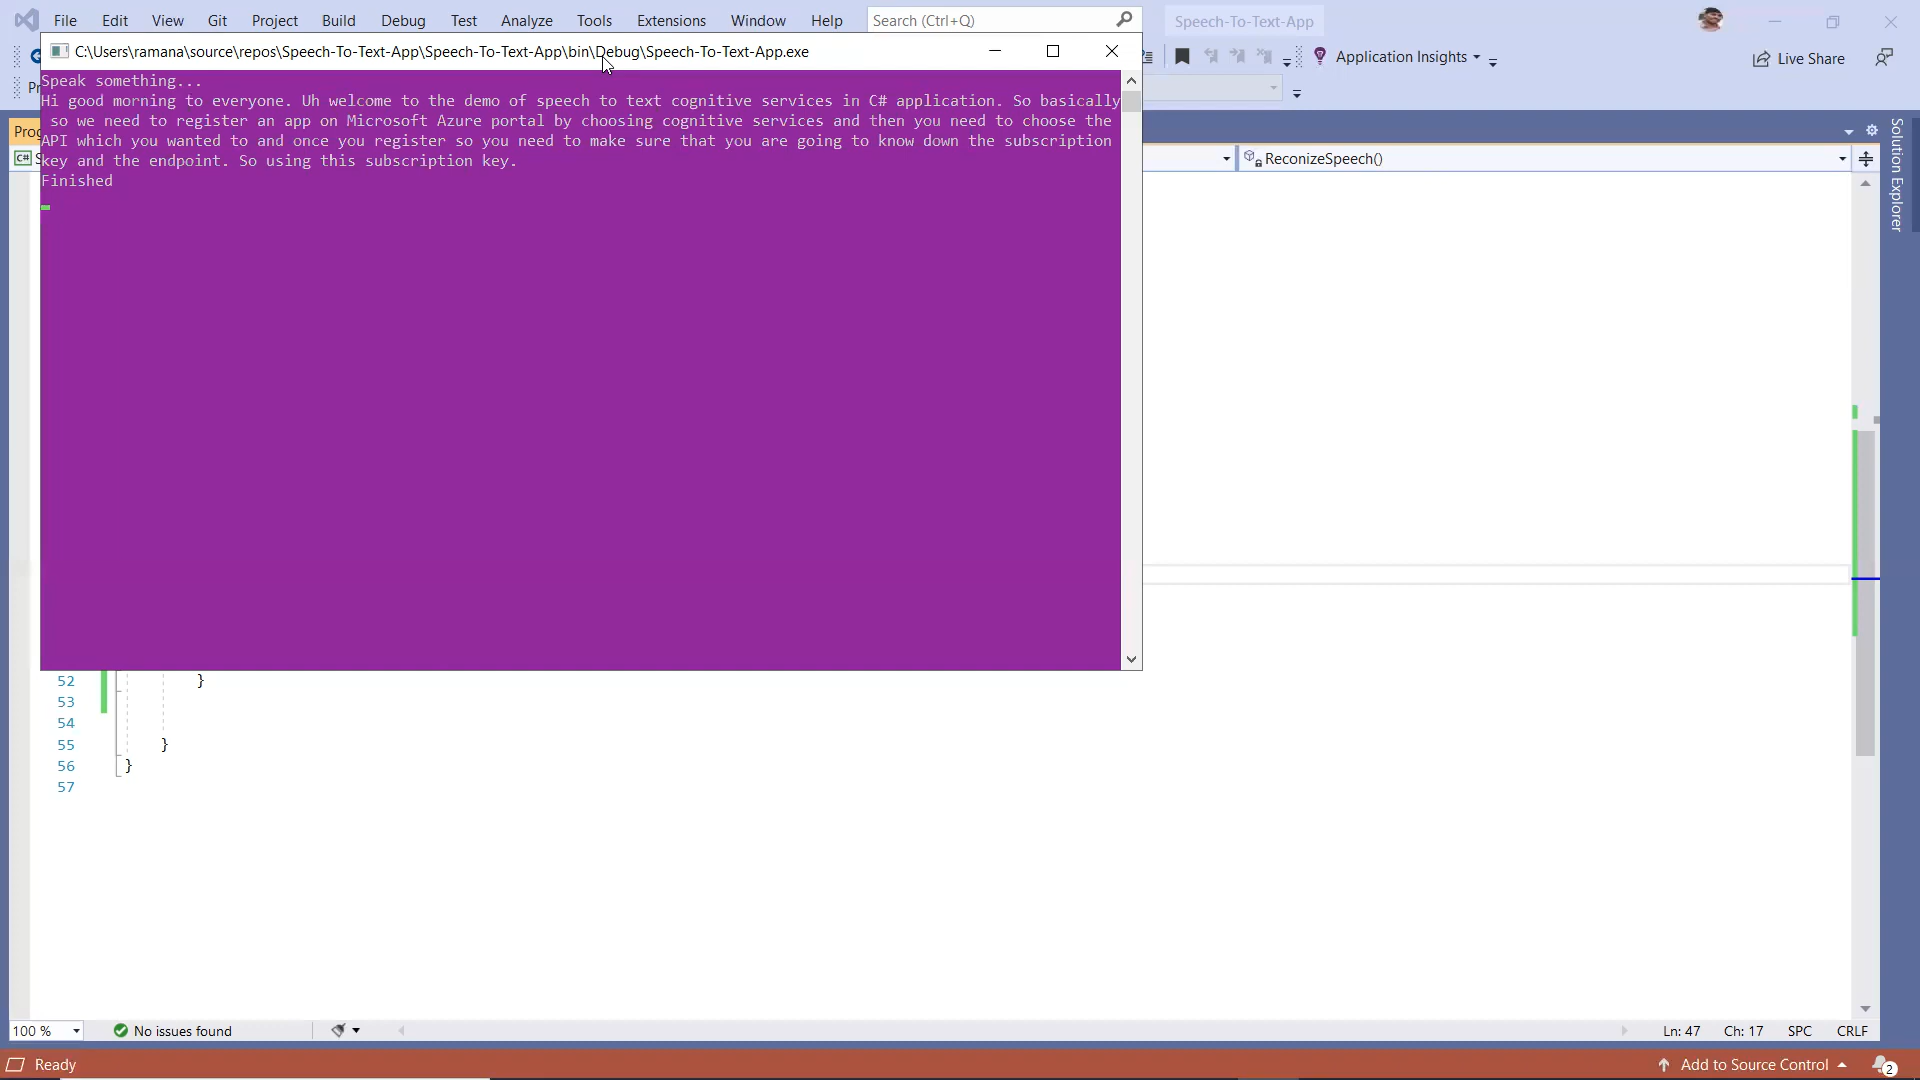 File Edit View Git Project Build Debug Test Analyze Tools Extensions Window Help Search (Ctrl+Q) Speech-To-Text-App
C:\Users\ramana\source\repos\Speech-To-Text-App\Speech-To-Text-App\bin\Debug\Speech-To-Text-App.exe
Application Insights
Live Share
Speak something...
Hi good morning to everyone. Uh welcome to the demo of speech to text cognitive services in C# application. So basically
so we need to register an app on Microsoft Azure portal by choosing cognitive services and then you need to choose the
API which you wanted to and once you register so you need to make sure that you are going to know down the subscription
key and the endpoint. So using this subscription key.
Finished
Pr
Prog
C# S
ReconizeSpeech()
Solution Explorer
52 }
53
54
55 }
56 }
57
100 % No issues found Ln: 47 Ch: 17 SPC CRLF
Ready Add to Source Control 2